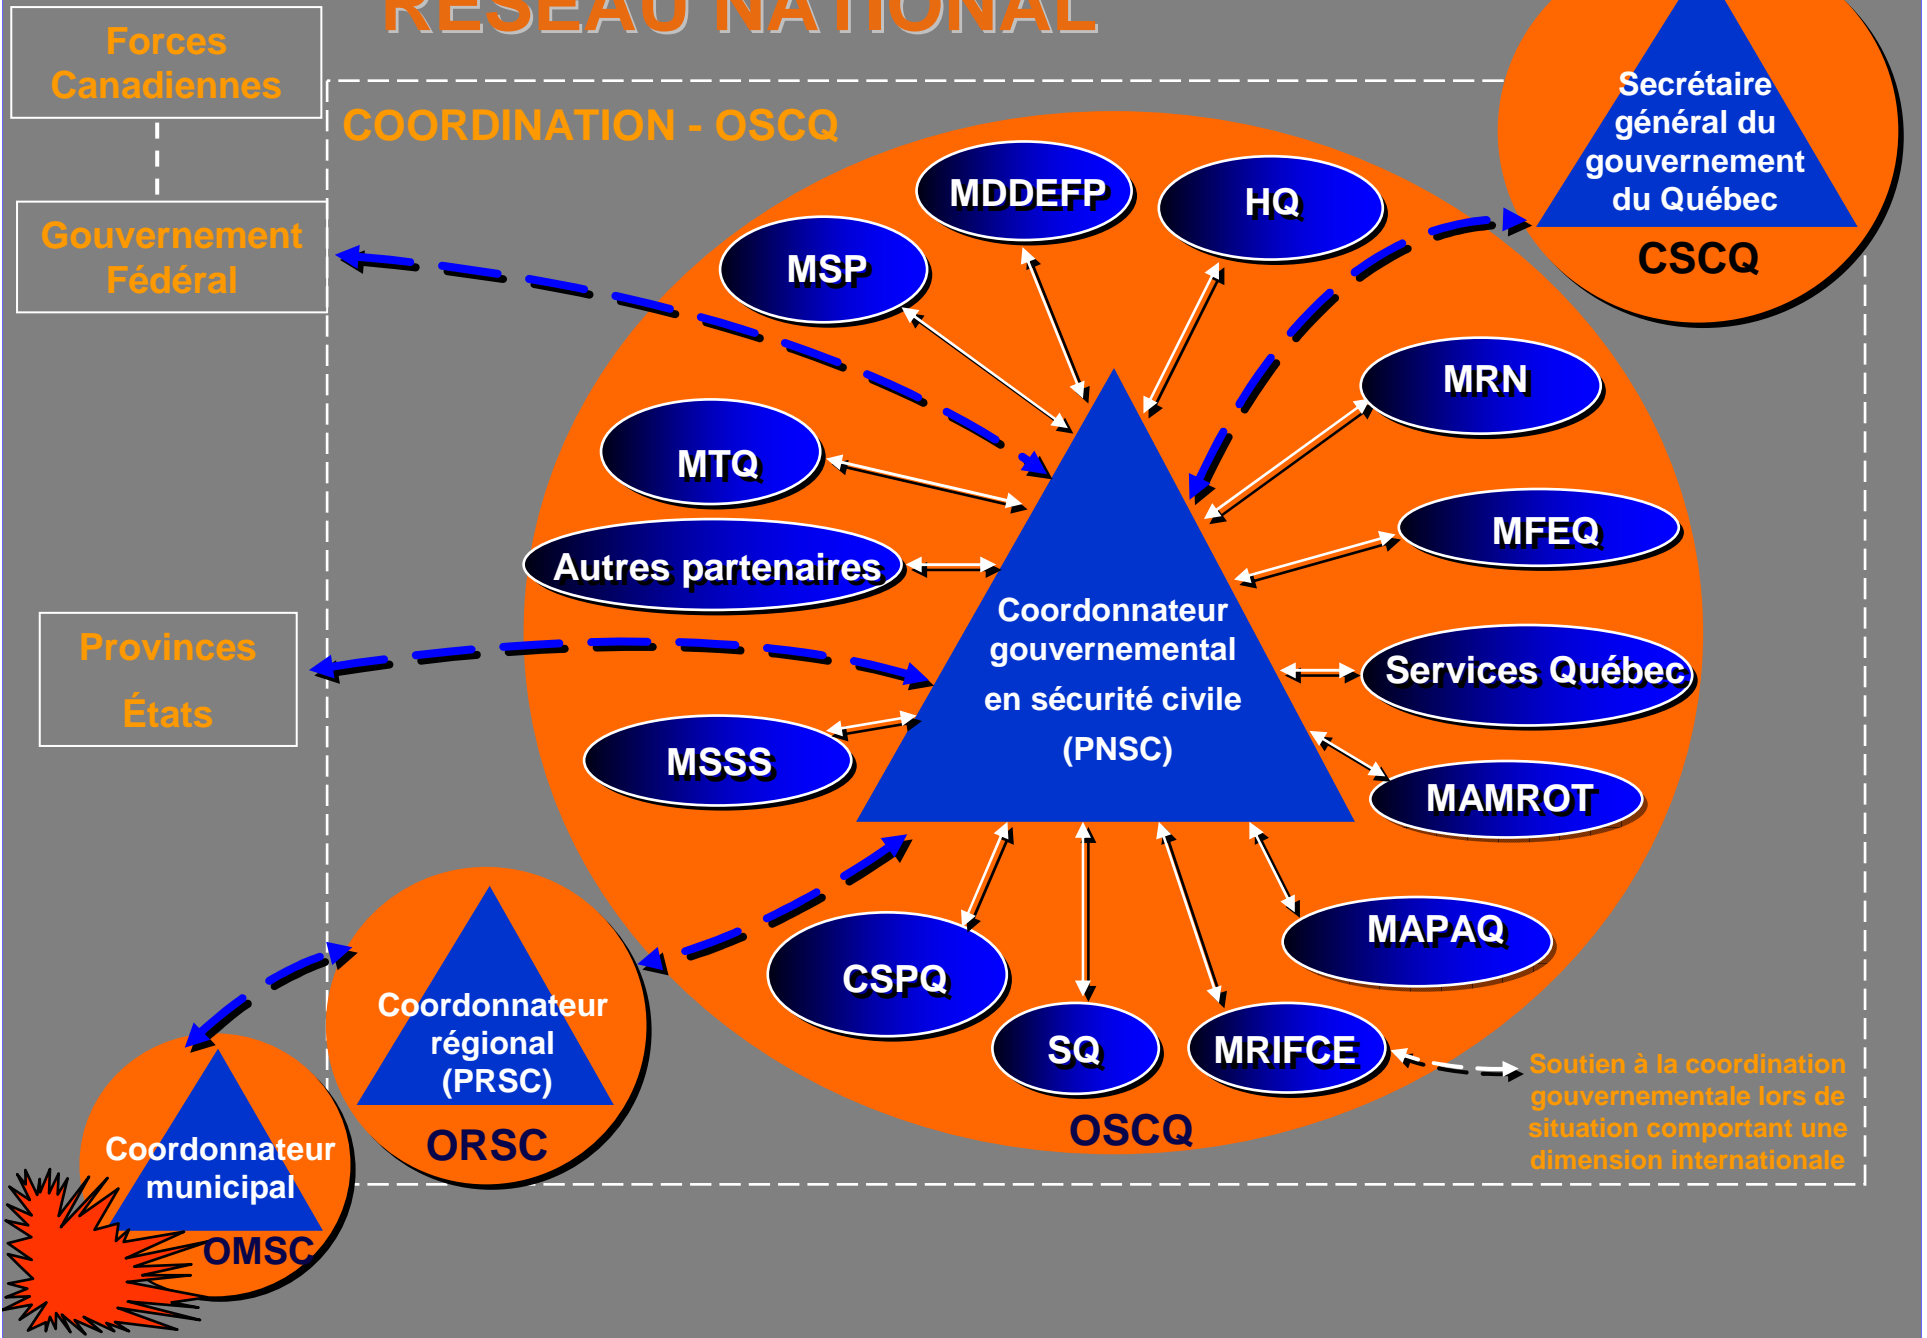 RÉSEAU NATIONAL
Forces
Canadiennes
Gouvernement
Fédéral
Provinces
États
COORDINATION - OSCQ
Secrétaire
général du
gouvernement
du Québec
CSCQ
MDDEFP
HQ
MSP
MRN
MTQ
MFEQ
Autres partenaires
Coordonnateur
gouvernemental
en sécurité civile
(PNSC)
Services Québec
MSSS
MAMROT
MAPAQ
CSPQ
SQ
MRIFCE
OSCQ
Soutien à la coordination
gouvernementale lors de
situation comportant une
dimension internationale
Coordonnateur
régional
(PRSC)
ORSC
Coordonnateur
municipal
OMSC